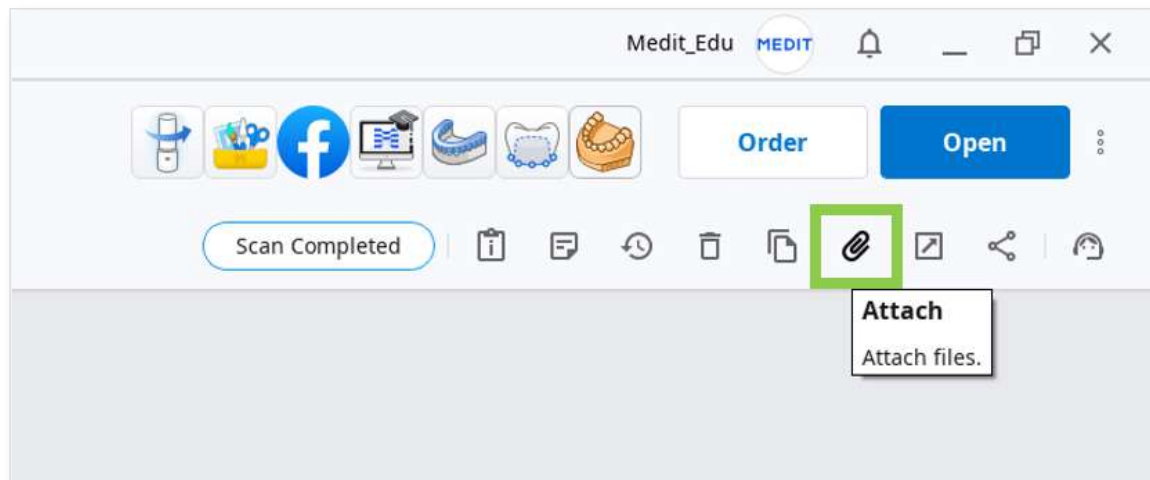 Medit_Edu MEDIT
Order Open
Scan Completed
Attach
Attach files.